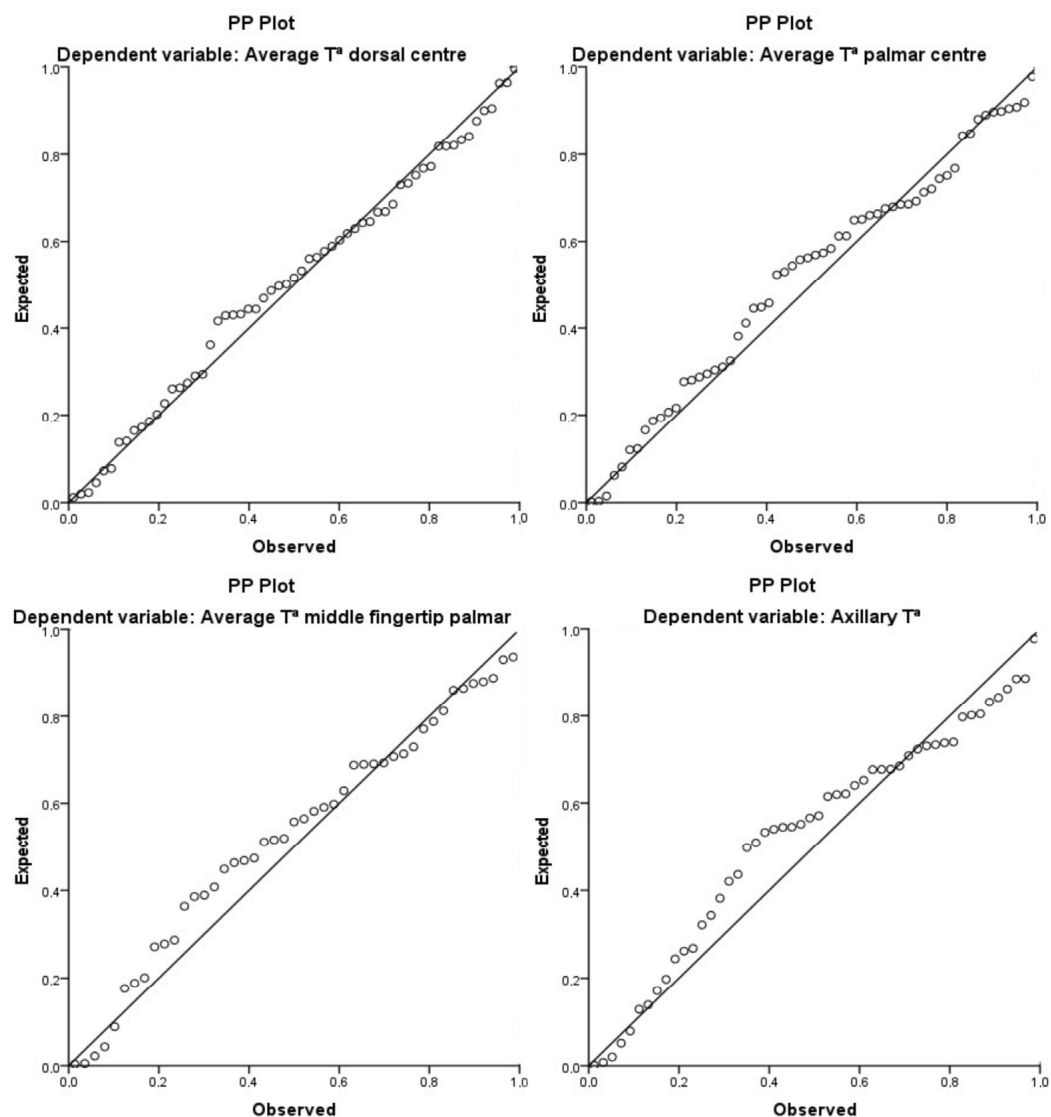 PP Plot
Dependent variable: Average Tª dorsal centre
1.0
0.8
0.6
0.4
0.2
0.0
Expected
0.0 0.2 0.4 0.6 0.8 1.0
Observed
PP Plot
Dependent variable: Average Tª palmar centre
1.0
0.8
0.6
0.4
0.2
0.0
Expected
0.0 0.2 0.4 0.6 0.8 1.0
Observed
PP Plot
Dependent variable: Average Tª middle fingertip palmar
1.0
0.8
0.6
0.4
0.2
0.0
Expected
0.0 0.2 0.4 0.6 0.8 1.0
Observed
PP Plot
Dependent variable: Axillary Tª
1.0
0.8
0.6
0.4
0.2
0.0
Expected
0.0 0.2 0.4 0.6 0.8 1.0
Observed